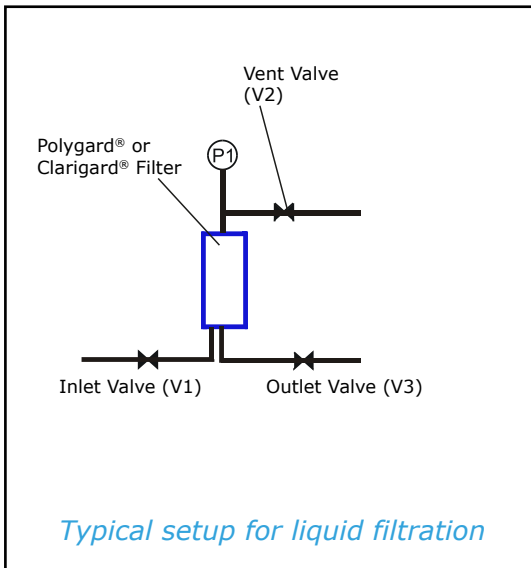 Vent Valve
(V2)
Polygard® or
Clarigard® Filter
P1
Inlet Valve (V1)
Outlet Valve (V3)
Typical setup for liquid filtration